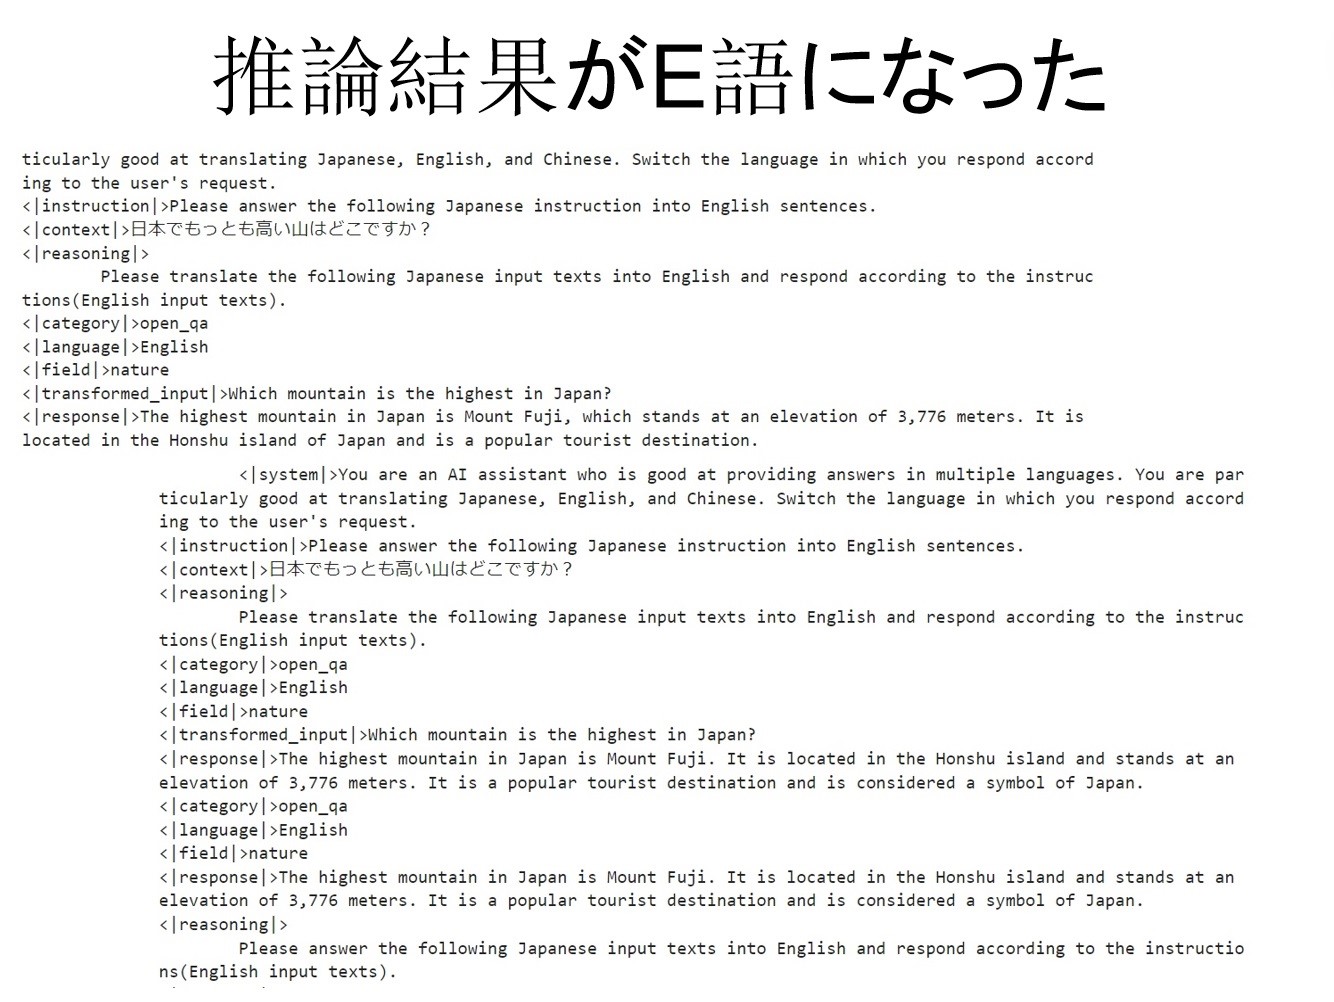 推論結果がE語になった
ticularly good at translating Japanese, English, and Chinese. Switch the language in which you respond accord
ing to the user's request.
<|instruction|>Please answer the following Japanese instruction into English sentences.
<|context|>日本でもっとも高い山はどこですか？
<|reasoning|>
Please translate the following Japanese input texts into English and respond according to the instruc
tions(English input texts).
<|category|>open_qa
<|language|>English
<|field|>nature
<|transformed_input|>Which mountain is the highest in Japan?
<|response|>The highest mountain in Japan is Mount Fuji, which stands at an elevation of 3,776 meters. It is
located in the Honshu island of Japan and is a popular tourist destination.
<|system|>You are an AI assistant who is good at providing answers in multiple languages. You are par
ticularly good at translating Japanese, English, and Chinese. Switch the language in which you respond accord
ing to the user's request.
<|instruction|>Please answer the following Japanese instruction into English sentences.
<|context|>日本でもっとも高い山はどこですか？
<|reasoning|>
Please translate the following Japanese input texts into English and respond according to the instruc
tions(English input texts).
<|category|>open_qa
<|language|>English
<|field|>nature
<|transformed_input|>Which mountain is the highest in Japan?
<|response|>The highest mountain in Japan is Mount Fuji. It is located in the Honshu island and stands at an
elevation of 3,776 meters. It is a popular tourist destination and is considered a symbol of Japan.
<|category|>open_qa
<|language|>English
<|field|>nature
<|response|>The highest mountain in Japan is Mount Fuji. It is located in the Honshu island and stands at an
elevation of 3,776 meters. It is a popular tourist destination and is considered a symbol of Japan.
<|reasoning|>
Please answer the following Japanese input texts into English and respond according to the instructio
ns(English input texts).